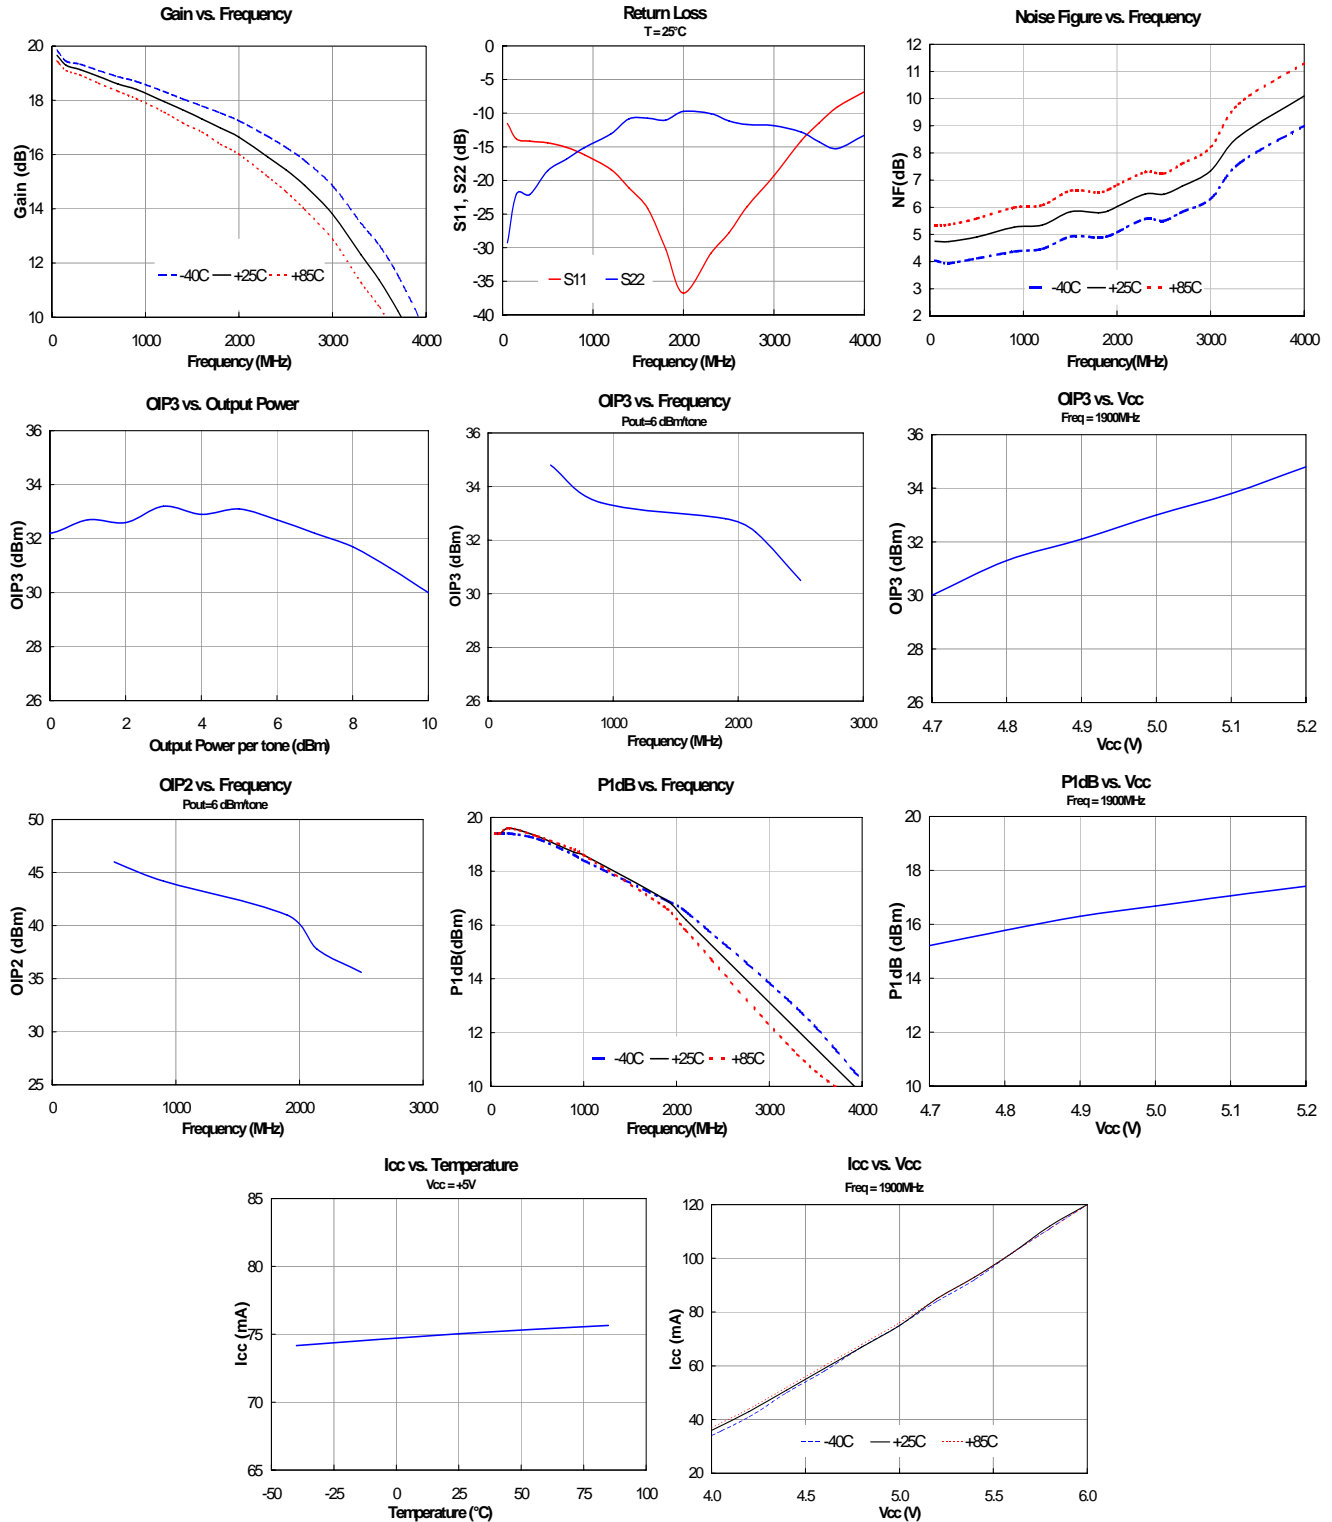 Gain vs. Frequency
20
18
16
14
12
10
Gain (dB)
-40C +25C +85C
0 1000 2000 3000 4000
Frequency (MHz)
Return Loss
T = 25°C
0
-5
-10
-15
-20
-25
-30
-35
-40
S11, S22 (dB)
S11 S22
0 1000 2000 3000 4000
Frequency (MHz)
Noise Figure vs. Frequency
12
11
10
9
8
7
6
5
4
3
2
NF(dB)
-40C +25C +85C
0 1000 2000 3000 4000
Frequency(MHz)
OIP3 vs. Output Power
36
34
32
30
28
26
OIP3 (dBm)
0 2 4 6 8 10
Output Power per tone (dBm)
OIP3 vs. Frequency
Pout=6 dBm/tone
36
34
32
30
28
26
OIP3 (dBm)
0 1000 2000 3000
Frequency (MHz)
OIP3 vs. Vcc
Freq = 1900MHz
36
34
32
30
28
26
OIP3 (dBm)
4.7 4.8 4.9 5.0 5.1 5.2
Vcc (V)
OIP2 vs. Frequency
Pout=6 dBm/tone
50
45
40
35
30
25
OIP2 (dBm)
0 1000 2000 3000
Frequency (MHz)
P1dB vs. Frequency
20
18
16
14
12
10
P1dB(dBm)
-40C +25C +85C
0 1000 2000 3000 4000
Frequency(MHz)
P1dB vs. Vcc
Freq = 1900MHz
20
18
16
14
12
10
P1dB (dBm)
4.7 4.8 4.9 5.0 5.1 5.2
Vcc (V)
Icc vs. Temperature
Vcc = +5V
85
80
75
70
65
Icc (mA)
-50 -25 0 25 50 75 100
Temperature (°C)
Icc vs. Vcc
Freq = 1900MHz
120
100
80
60
40
20
Icc (mA)
-40C +25C +85C
4.0 4.5 5.0 5.5 6.0
Vcc (V)